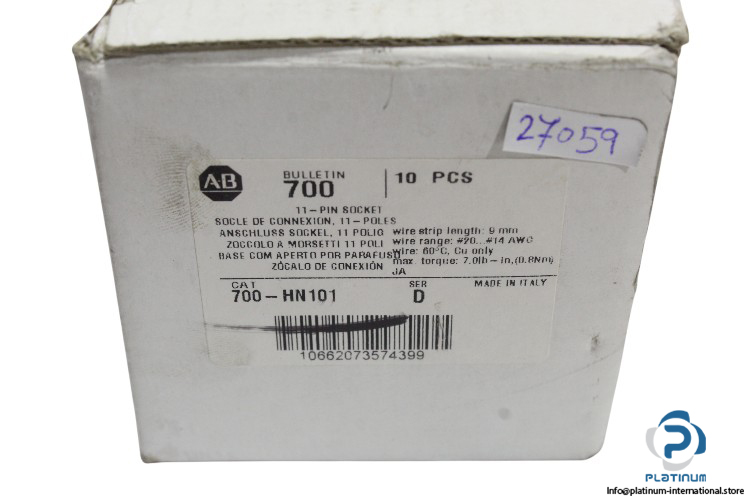 27059
AB
BULLETIN
700
10 PCS
11-PIN SOCKET
SOCLE DE CONNEXION, 11-POLES
ANSCHLUSS SOCKEL, 11 POLIG
ZOCCOLO A MORSETTI 11 POLI
BASE COM APERTO POR PARAFUSO
ZÓCALO DE CONEXIÓN
wire strip length: 9 mm
wire range: #20...#14 AWG
wire: 60°C, Cu only
max. torque: 7.0lb-in,(0.8Nm)
JA
CAT
700-HN101
SER
D
MADE IN ITALY
10662073574399
PLATINUM
Info@platinum-international.store